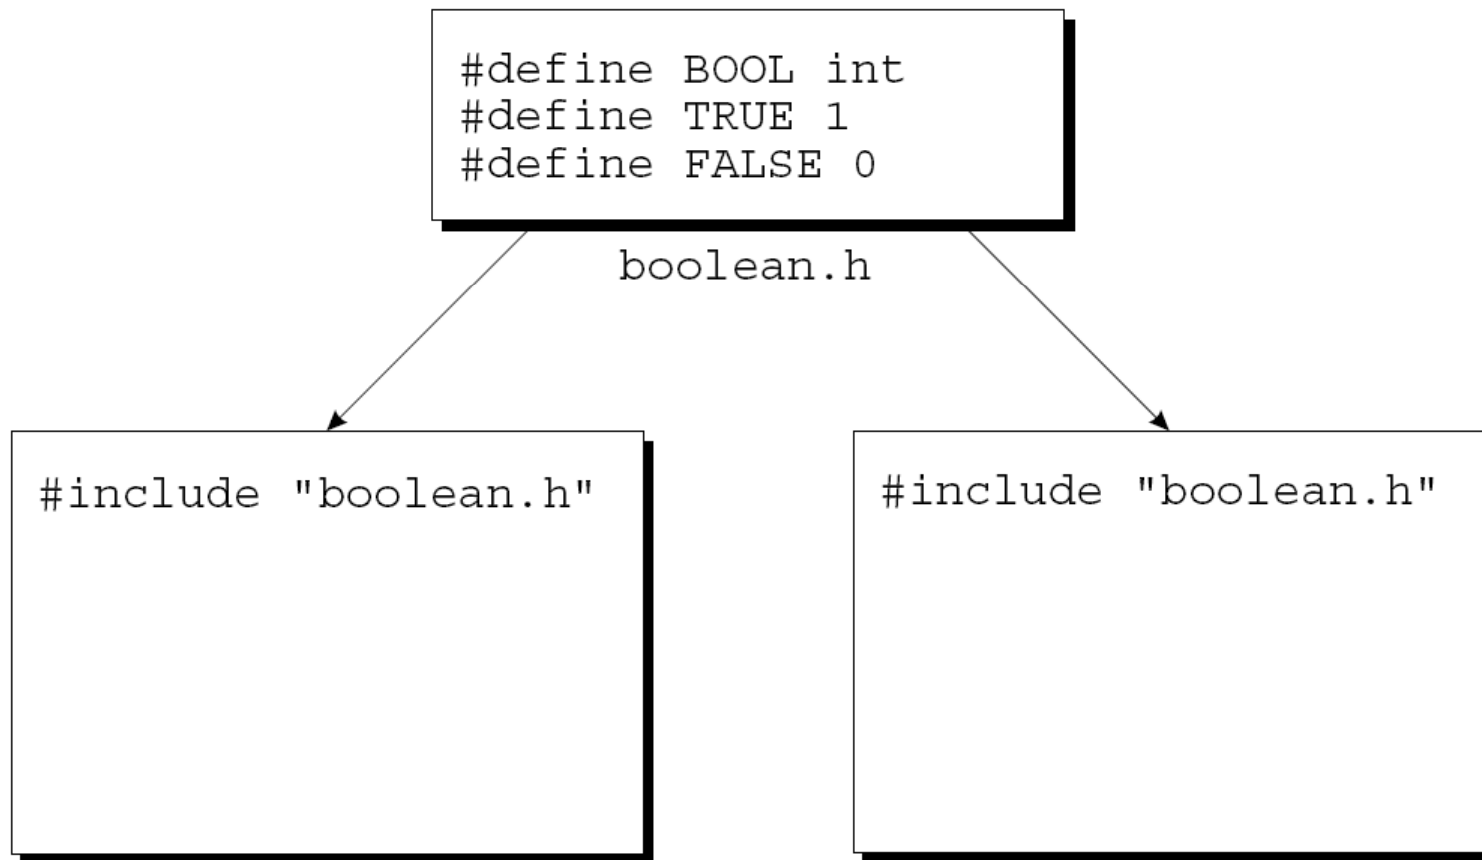 #define BOOL int
#define TRUE 1
#define FALSE 0
boolean.h
#include "boolean.h"
#include "boolean.h"